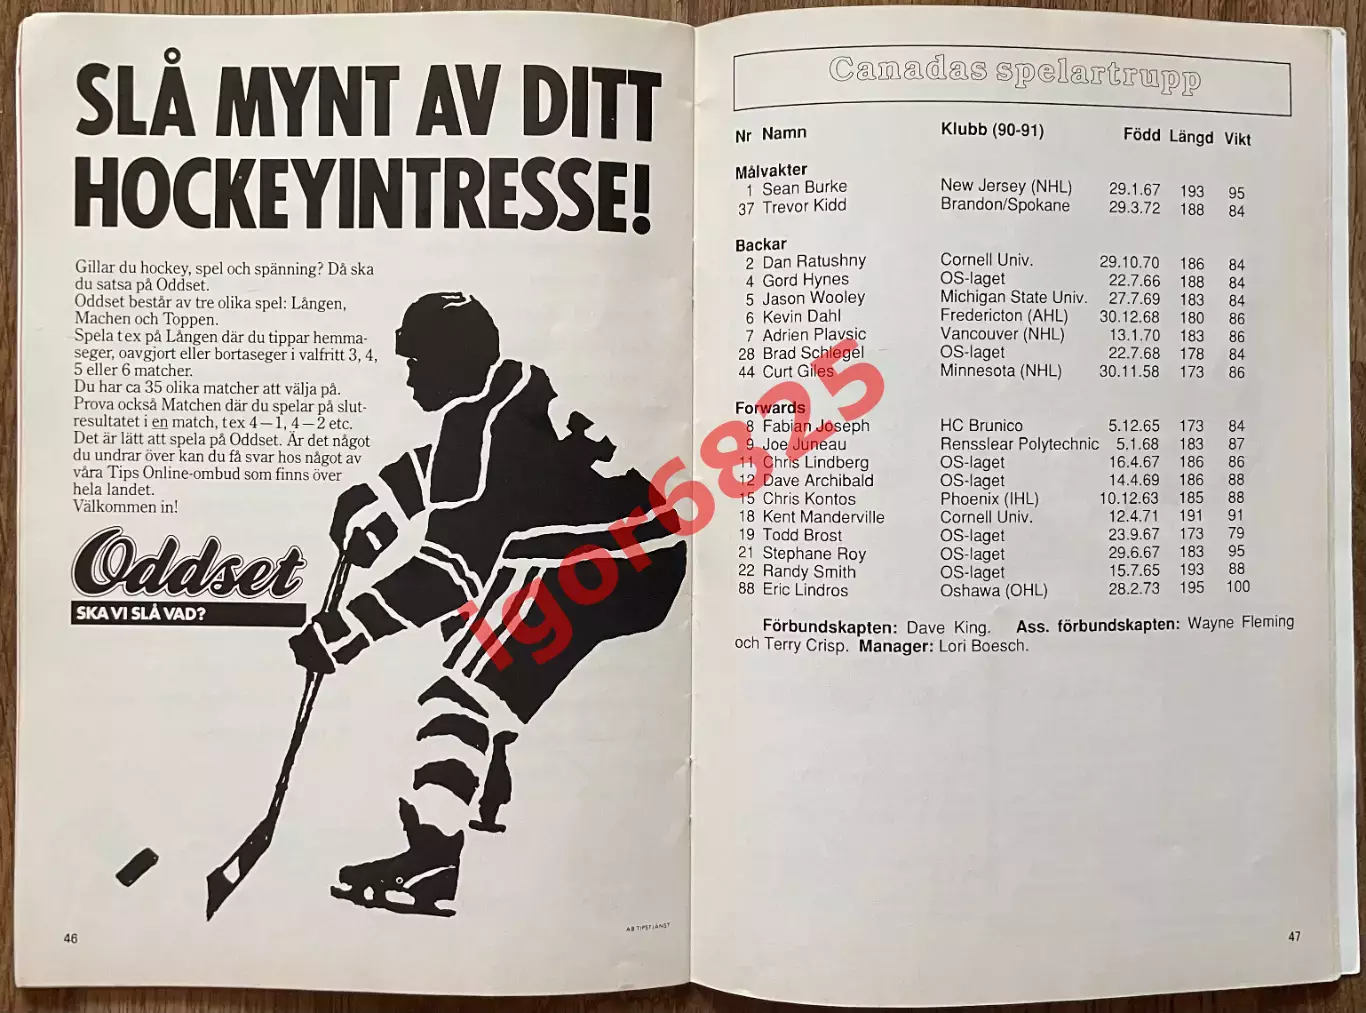 SLÅ MYNT AV DITT
HOCKEYINTRESSE!
Gillar du hockey, spel och spänning? Då ska
du satsa på Oddset.
Oddset består av tre olika spel: Lången,
Machen och Toppen.
Spela t ex på Lången där du tippar hemma-
seger, oavgjort eller bortaseger i valfritt 3, 4,
5 eller 6 matcher.
Du har ca 35 olika matcher att välja på.
Prova också Matchen där du spelar på slut-
resultatet i en match, t ex 4–1, 4–2 etc.
Det är lätt att spela på Oddset. Är det något
du undrar över kan du få svar hos något av
våra Tips Online-ombud som finns över
hela landet.
Välkommen in!
Oddset
SKA VI SLÅ VAD?
AB TIPSTJÄNST
46
Canadas spelartrupp
Nr Namn Klubb (90-91) Född Längd Vikt
Målvakter
1 Sean Burke New Jersey (NHL) 29.1.67 193 95
37 Trevor Kidd Brandon/Spokane 29.3.72 188 84
Backar
2 Dan Ratushny Cornell Univ. 29.10.70 186 84
4 Gord Hynes OS-laget 22.7.66 188 84
5 Jason Wooley Michigan State Univ. 27.7.69 183 84
6 Kevin Dahl Fredericton (AHL) 30.12.68 180 86
7 Adrien Plavsic Vancouver (NHL) 13.1.70 183 86
28 Brad Schlegel OS-laget 22.7.68 178 84
44 Curt Giles Minnesota (NHL) 30.11.58 173 86
Forwards
8 Fabian Joseph HC Brunico 5.12.65 173 84
9 Joe Juneau Rensslear Polytechnic 5.1.68 183 87
11 Chris Lindberg OS-laget 16.4.67 186 86
12 Dave Archibald OS-laget 14.4.69 186 88
15 Chris Kontos Phoenix (IHL) 10.12.63 185 88
18 Kent Manderville Cornell Univ. 12.4.71 191 91
19 Todd Brost OS-laget 23.9.67 173 79
21 Stephane Roy OS-laget 29.6.67 183 95
22 Randy Smith OS-laget 15.7.65 193 88
88 Eric Lindros Oshawa (OHL) 28.2.73 195 100
Förbundskapten: Dave King. Ass. förbundskapten: Wayne Fleming
och Terry Crisp. Manager: Lori Boesch.
47
igor6825